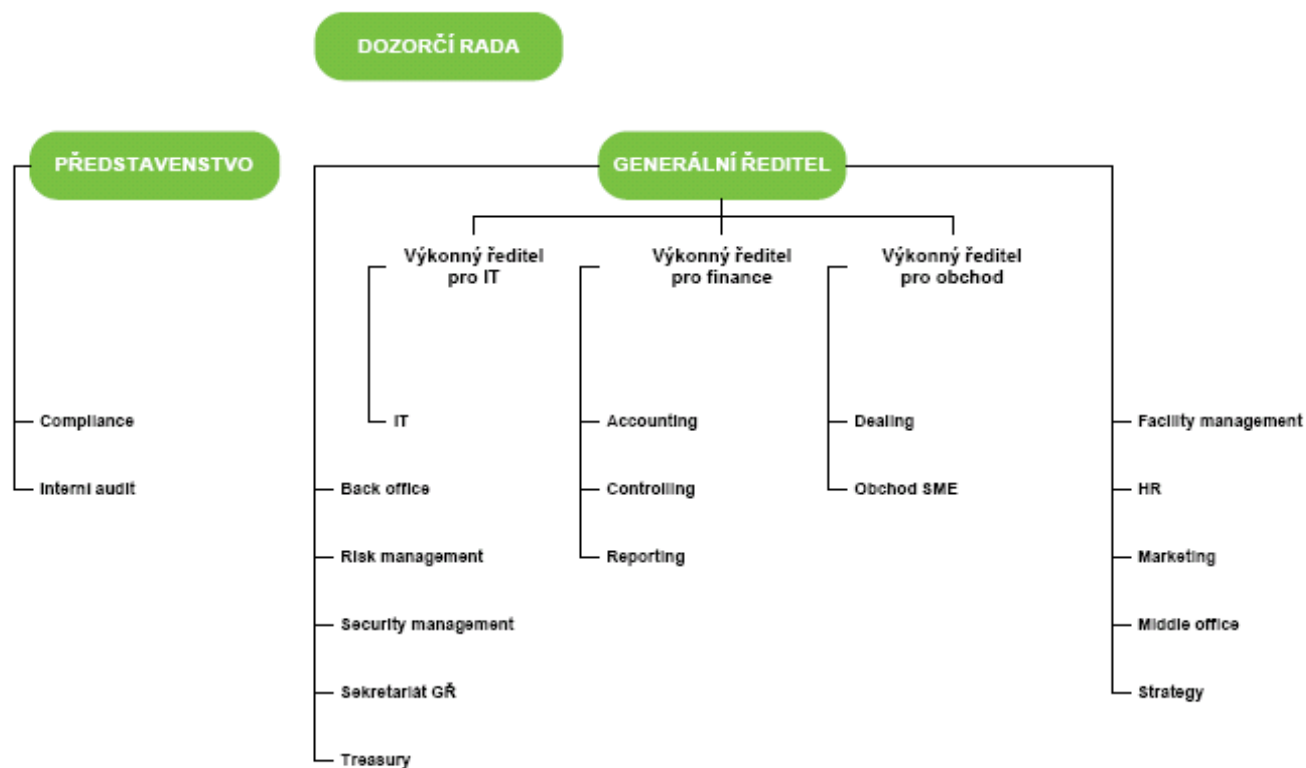 DOZORČÍ RADA
PŘEDSTAVENSTVO
GENERÁLNÍ ŘEDITEL
Výkonný ředitel
pro IT
Výkonný ředitel
pro finance
Výkonný ředitel
pro obchod
Compliance
IT
Accounting
Dealing
Facility management
Interní audit
Back office
Controlling
Obchod SME
HR
Risk management
Reporting
Marketing
Security management
Middle office
Sekretariát GŘ
Strategy
Treasury